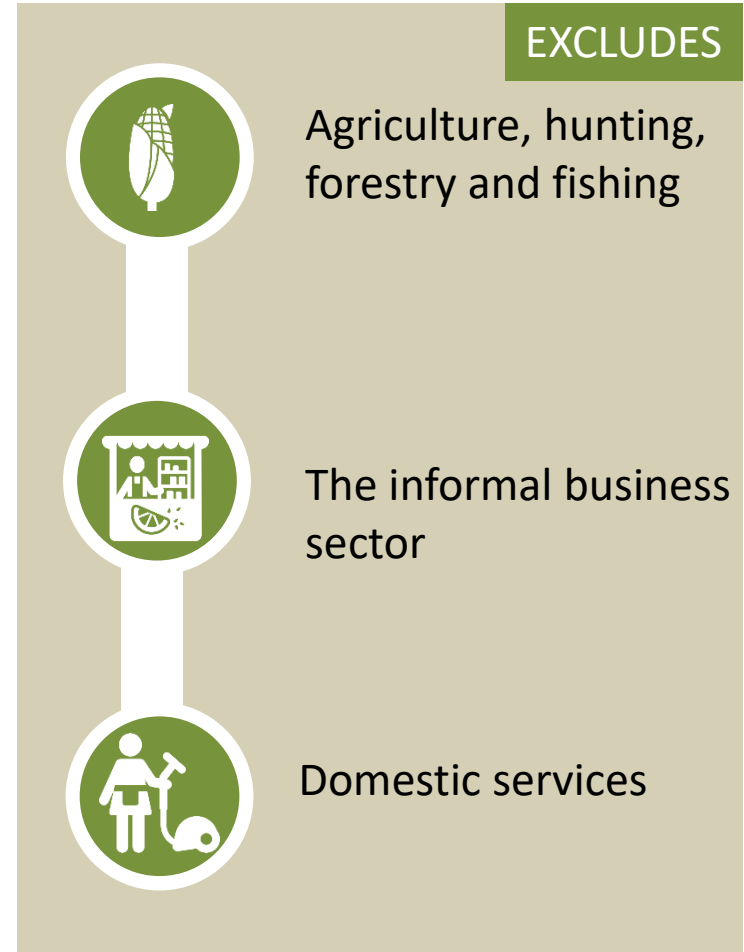 EXCLUDES
Agriculture, hunting,
forestry and fishing
The informal business
sector
Domestic services